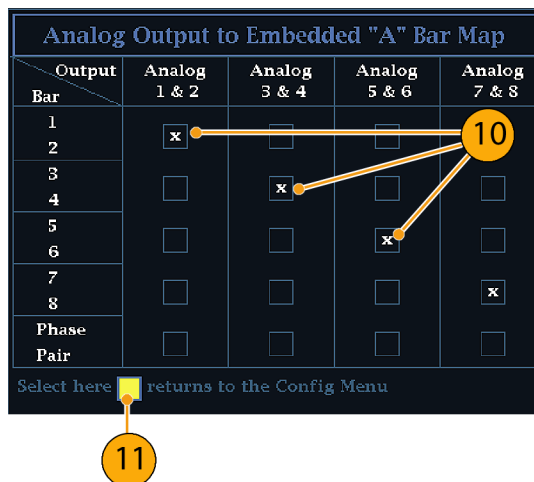 Analog Output to Embedded "A" Bar Map
Output Analog Analog Analog Analog
Bar 1 & 2 3 & 4 5 & 6 7 & 8
1
2 x
3
4 x
5
6 x
7
8 x
Phase
Pair
Select here returns to the Config Menu
10
11